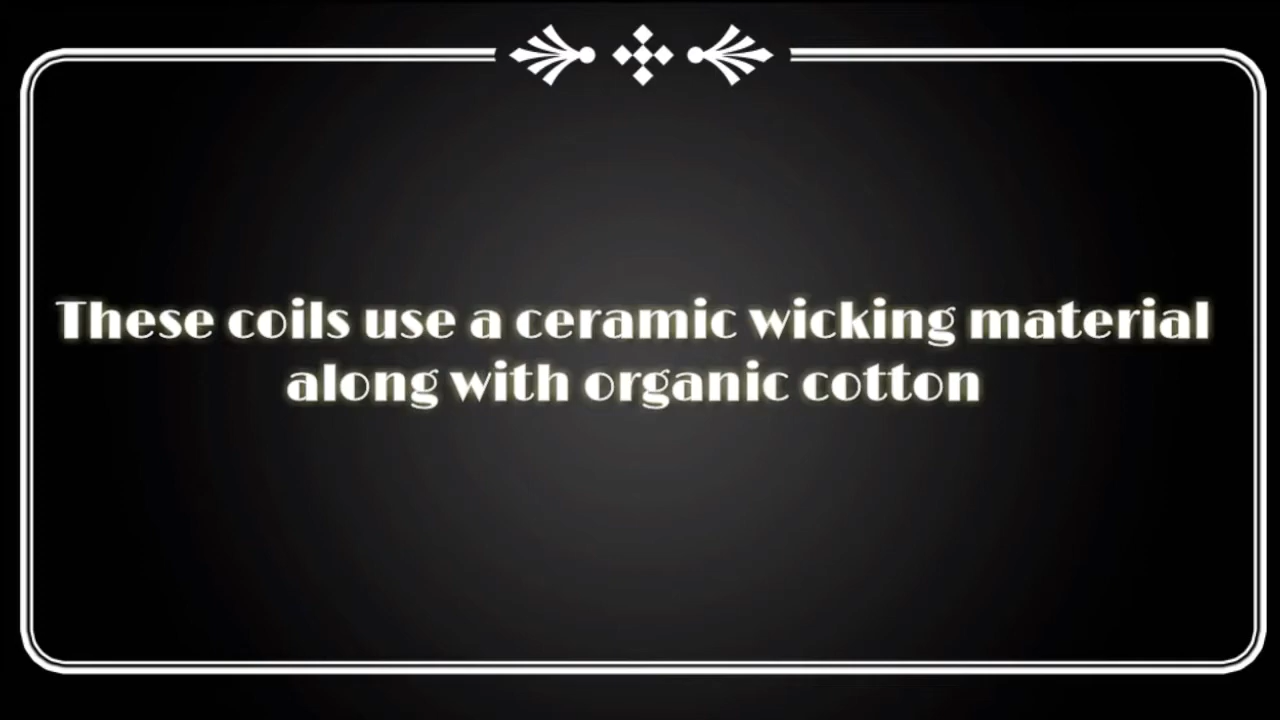 These coils use a ceramic wicking material
along with organic cotton